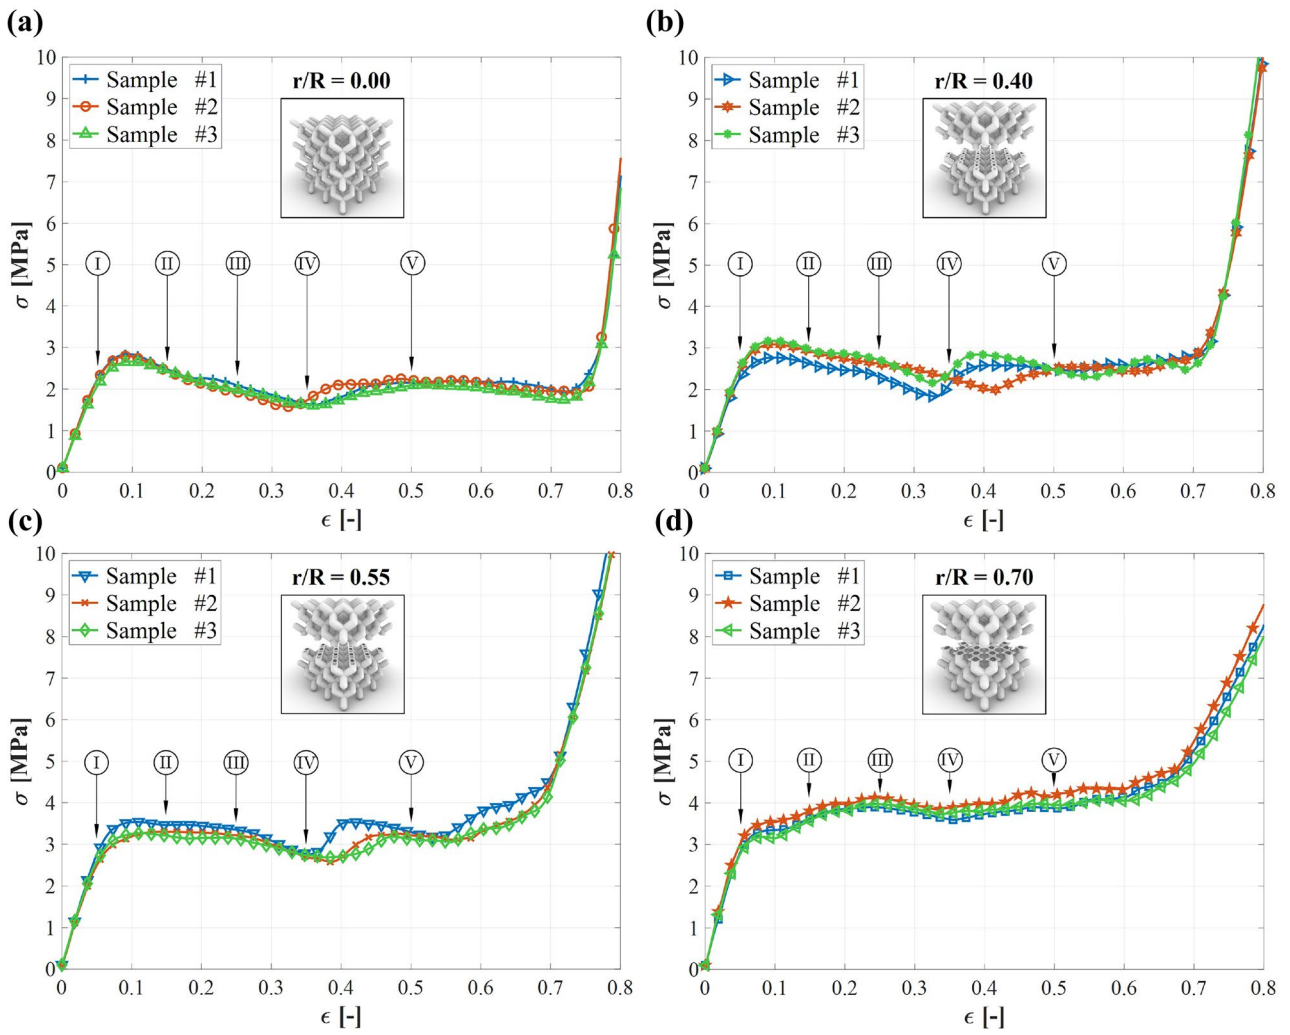 (a)
10
9
8
7
6
5
4
3
2
1
0
σ [MPa]
Sample #1
Sample #2
Sample #3
r/R = 0.00
I
II
III
IV
V
0 0.1 0.2 0.3 0.4 0.5 0.6 0.7 0.8
ϵ [-]
(b)
10
9
8
7
6
5
4
3
2
1
0
σ [MPa]
Sample #1
Sample #2
Sample #3
r/R = 0.40
I
II
III
IV
V
0 0.1 0.2 0.3 0.4 0.5 0.6 0.7 0.8
ϵ [-]
(c)
10
9
8
7
6
5
4
3
2
1
0
σ [MPa]
Sample #1
Sample #2
Sample #3
r/R = 0.55
I
II
III
IV
V
0 0.1 0.2 0.3 0.4 0.5 0.6 0.7 0.8
ϵ [-]
(d)
10
9
8
7
6
5
4
3
2
1
0
σ [MPa]
Sample #1
Sample #2
Sample #3
r/R = 0.70
I
II
III
IV
V
0 0.1 0.2 0.3 0.4 0.5 0.6 0.7 0.8
ϵ [-]